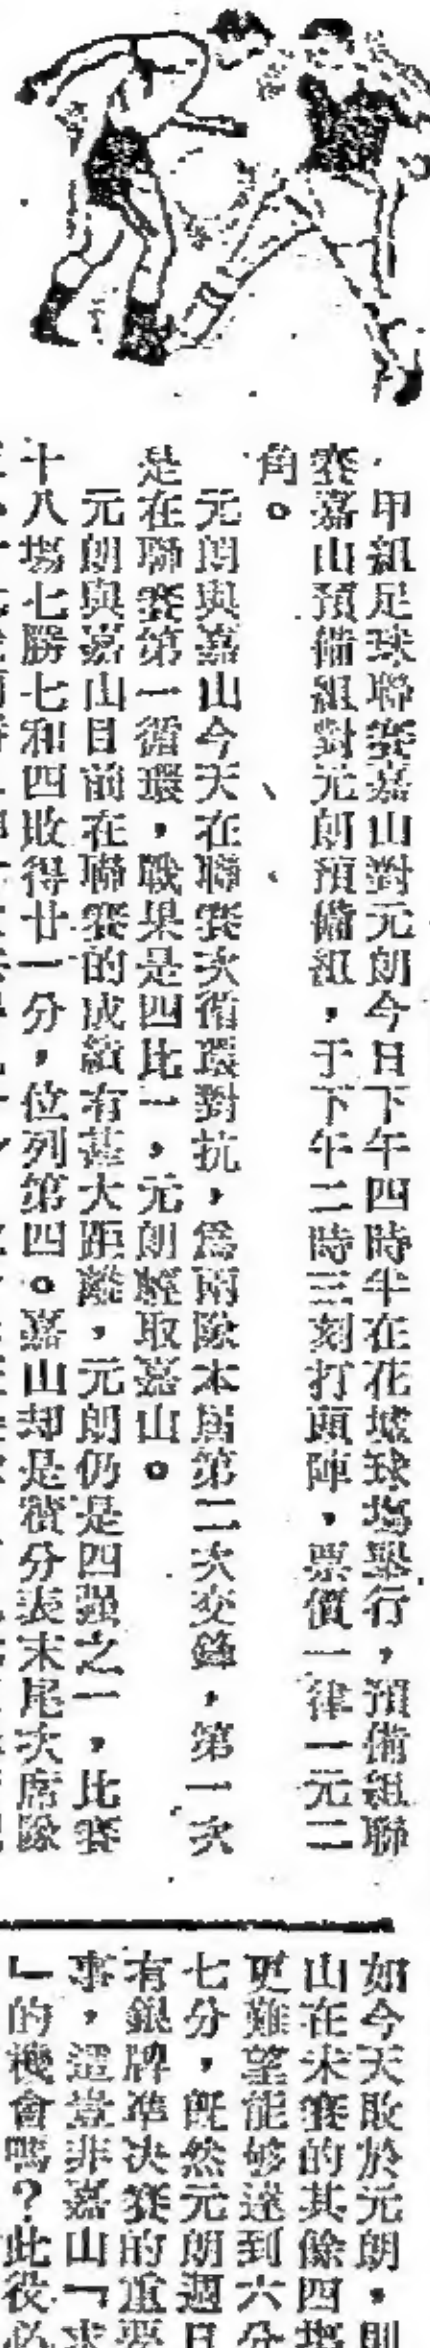 甲組足球聯賽嘉山對元朗今日下午四時半在花墟球塲舉行，預備組聯
賽嘉山預備組對元朗預備組，于下午二時三刻打頭陣，票價一律一元二
角。
元朗與嘉山今天在聯賽次循環對抗，爲兩隊本屆第二次交鋒，第一次
是在聯賽第一循環，戰果是四比一，元朗輕取嘉山。
元朗與嘉山目前在聯賽的成績有甚大距離，元朗仍是四强之一，比賽
十八塲七勝七和四敗得廿一分，位列第四。嘉山却是積分表末尾次席隊
如今天敗於元朗，則
山在未賽的其餘四塲
更難望能够達到六分
七分，旣然元朗週日
有銀牌準决賽的重
事，這豈非嘉山「求
』的機會嗎？此役必